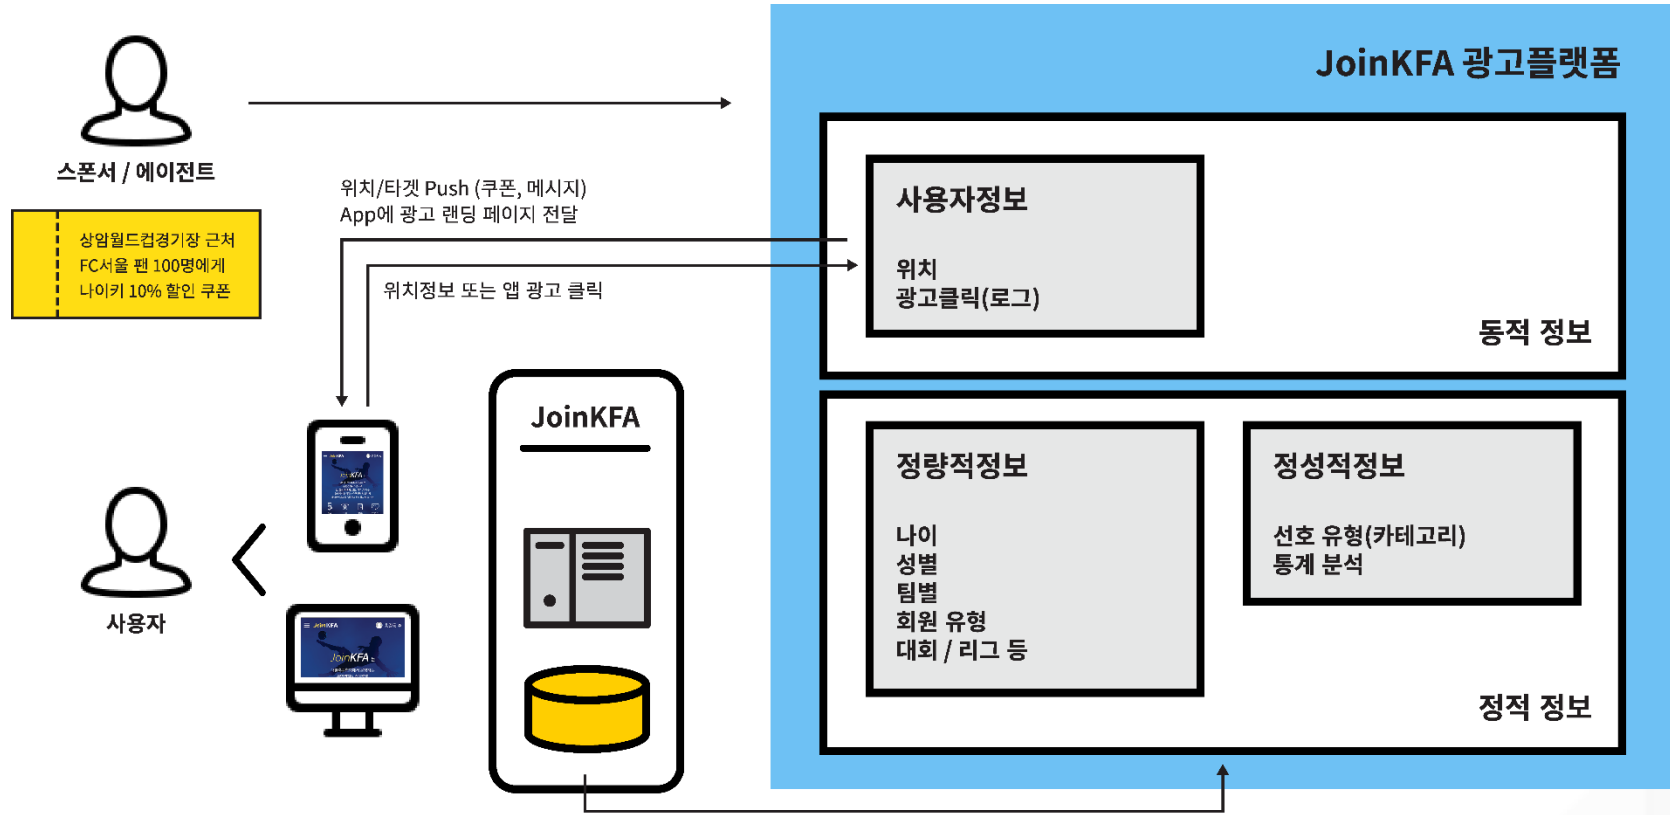 JoinKFA 광고플랫폼
스폰서 / 에이전트
상암월드컵경기장 근처
FC서울 팬 100명에게
나이키 10% 할인 쿠폰
위치/타겟 Push (쿠폰, 메시지)
App에 광고 랜딩 페이지 전달
위치정보 또는 앱 광고 클릭
사용자정보
위치
광고클릭(로그)
동적 정보
JoinKFA
사용자
JoinKFA
JoinKFA
정량적정보
나이
성별
팀별
회원 유형
대회 / 리그 등
정성적정보
선호 유형(카테고리)
통계 분석
정적 정보